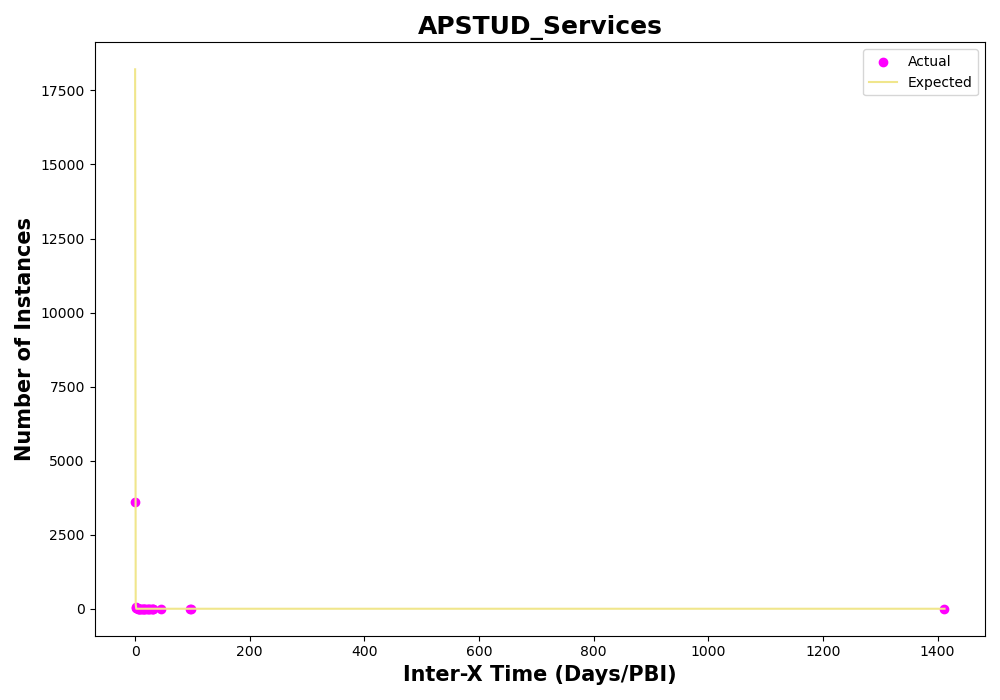 APSTUD_Services
Actual
Expected
Number of Instances
17500
15000
12500
10000
7500
5000
2500
0
0 200 400 600 800 1000 1200 1400
Inter-X Time (Days/PBI)